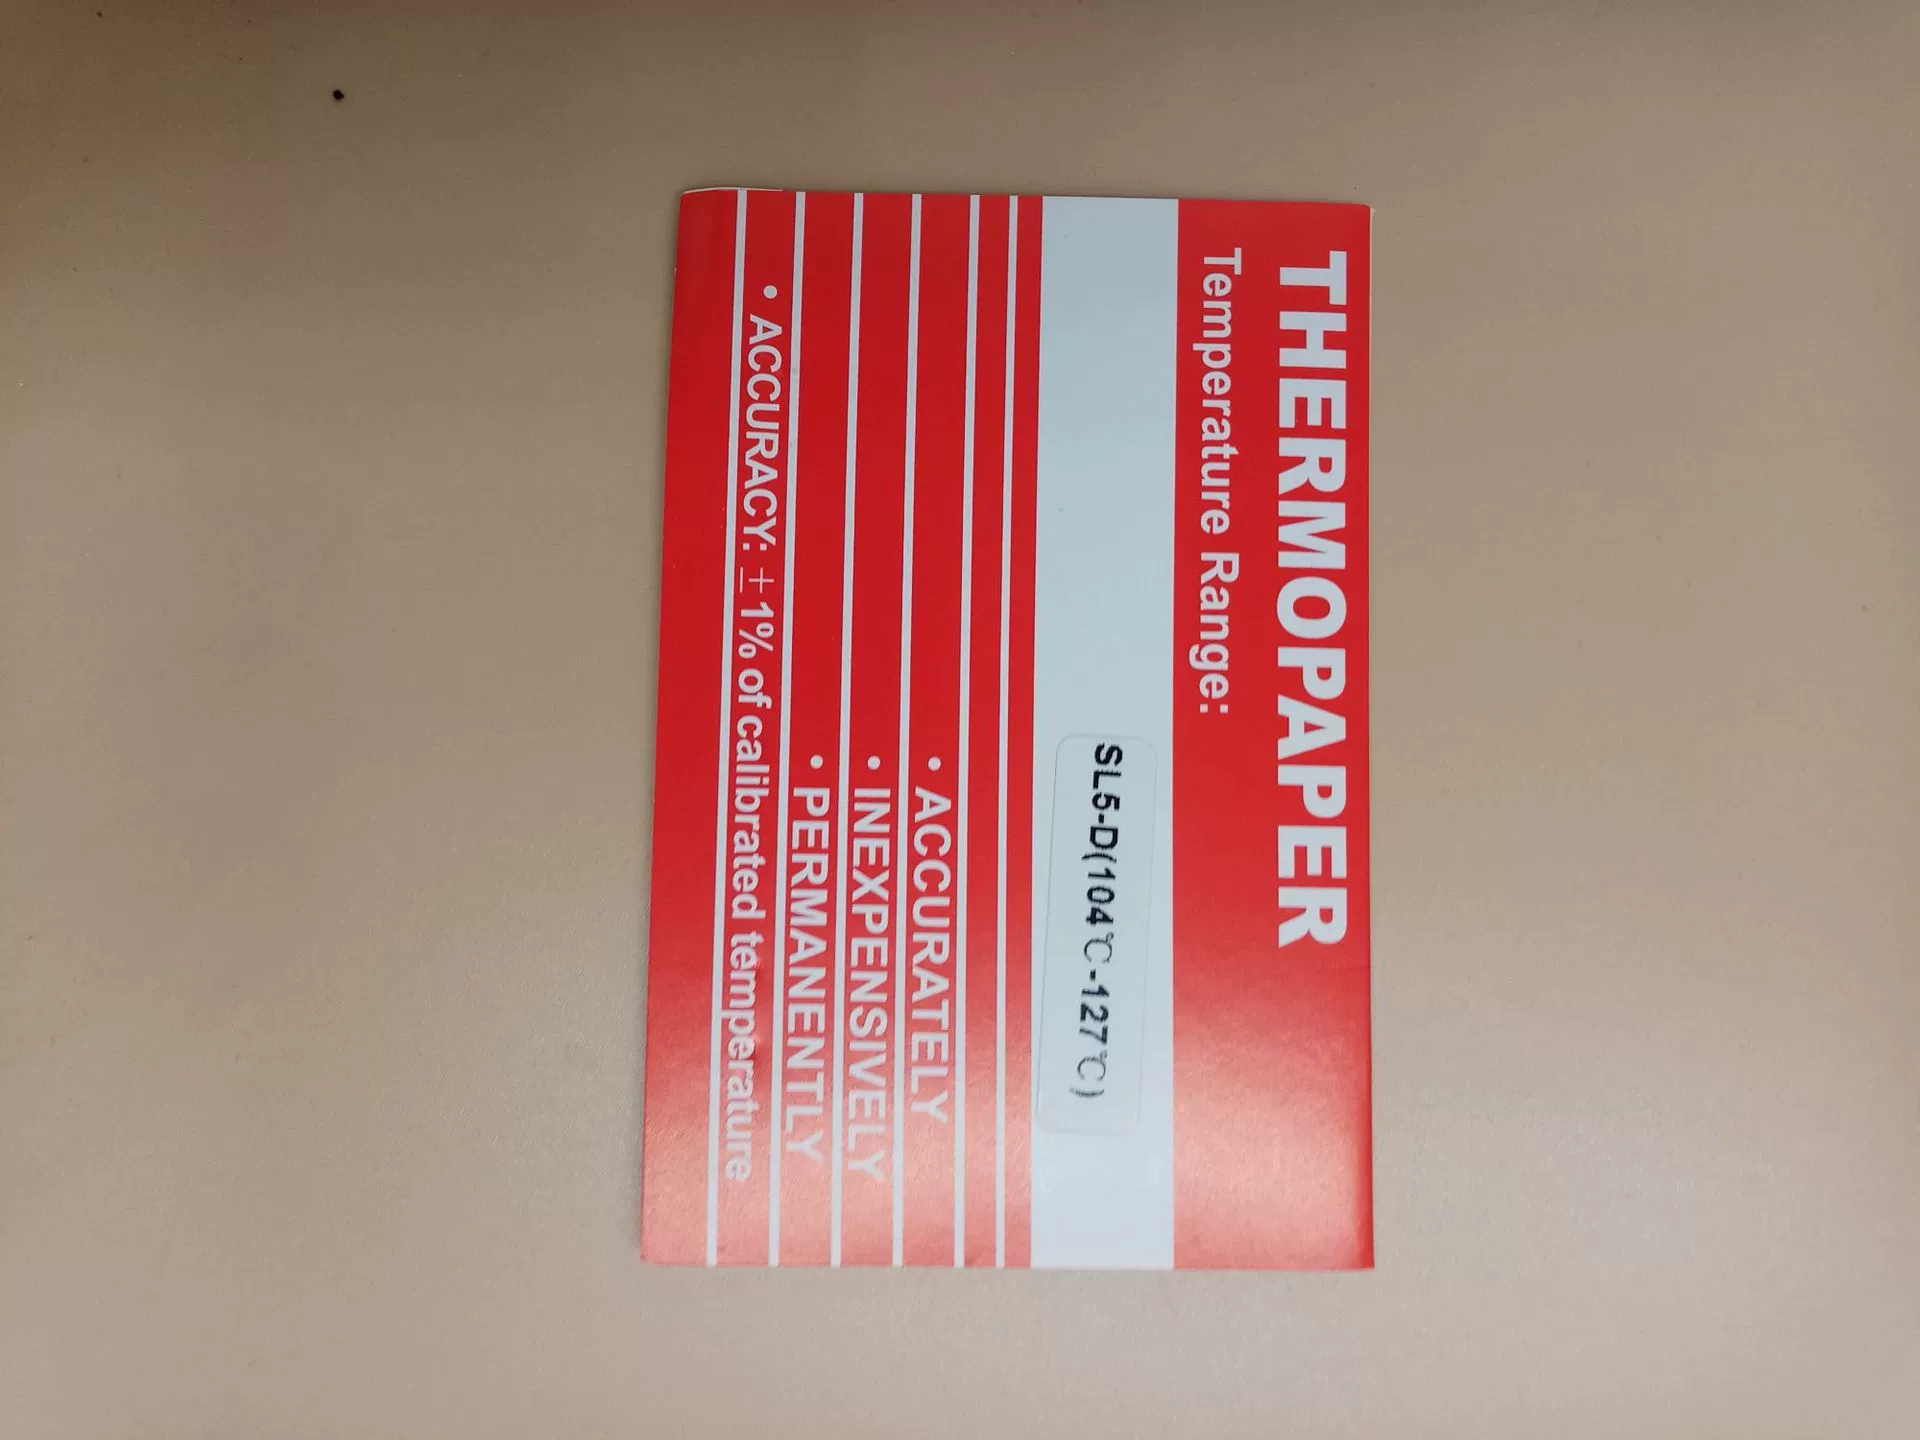 THERMOPAPER
Temperature Range:
SL5-D(104℃-127℃)
• ACCURATELY
• INEXPENSIVELY
• PERMANENTLY
• ACCURACY: ±1% of calibrated temperature